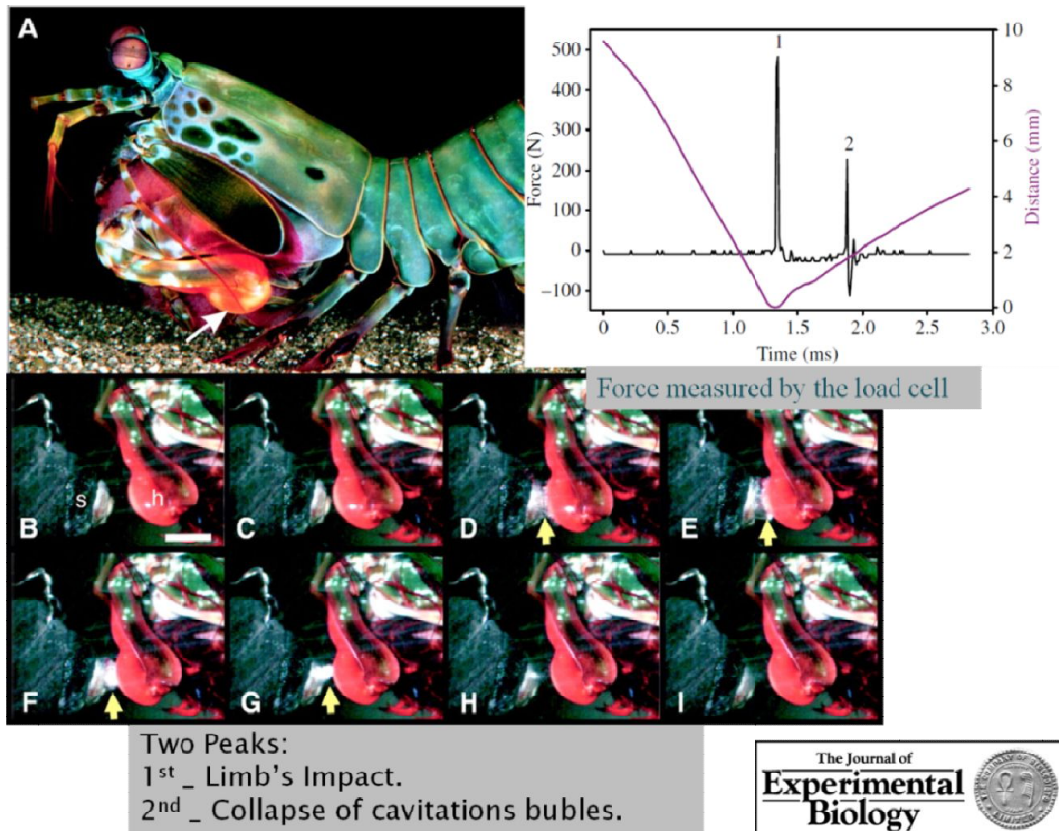 A
500
400
300
200
100
0
−100
Force (N)
1
2
10
8
6
4
2
0
Distance (mm)
0
0.5
1.0
1.5
2.0
2.5
3.0
Time (ms)
Force measured by the load cell
s
h
B
C
D
E
F
G
H
I
Two Peaks:
1st _ Limb's Impact.
2nd _ Collapse of cavitations bubles.
The Journal of
Experimental
Biology